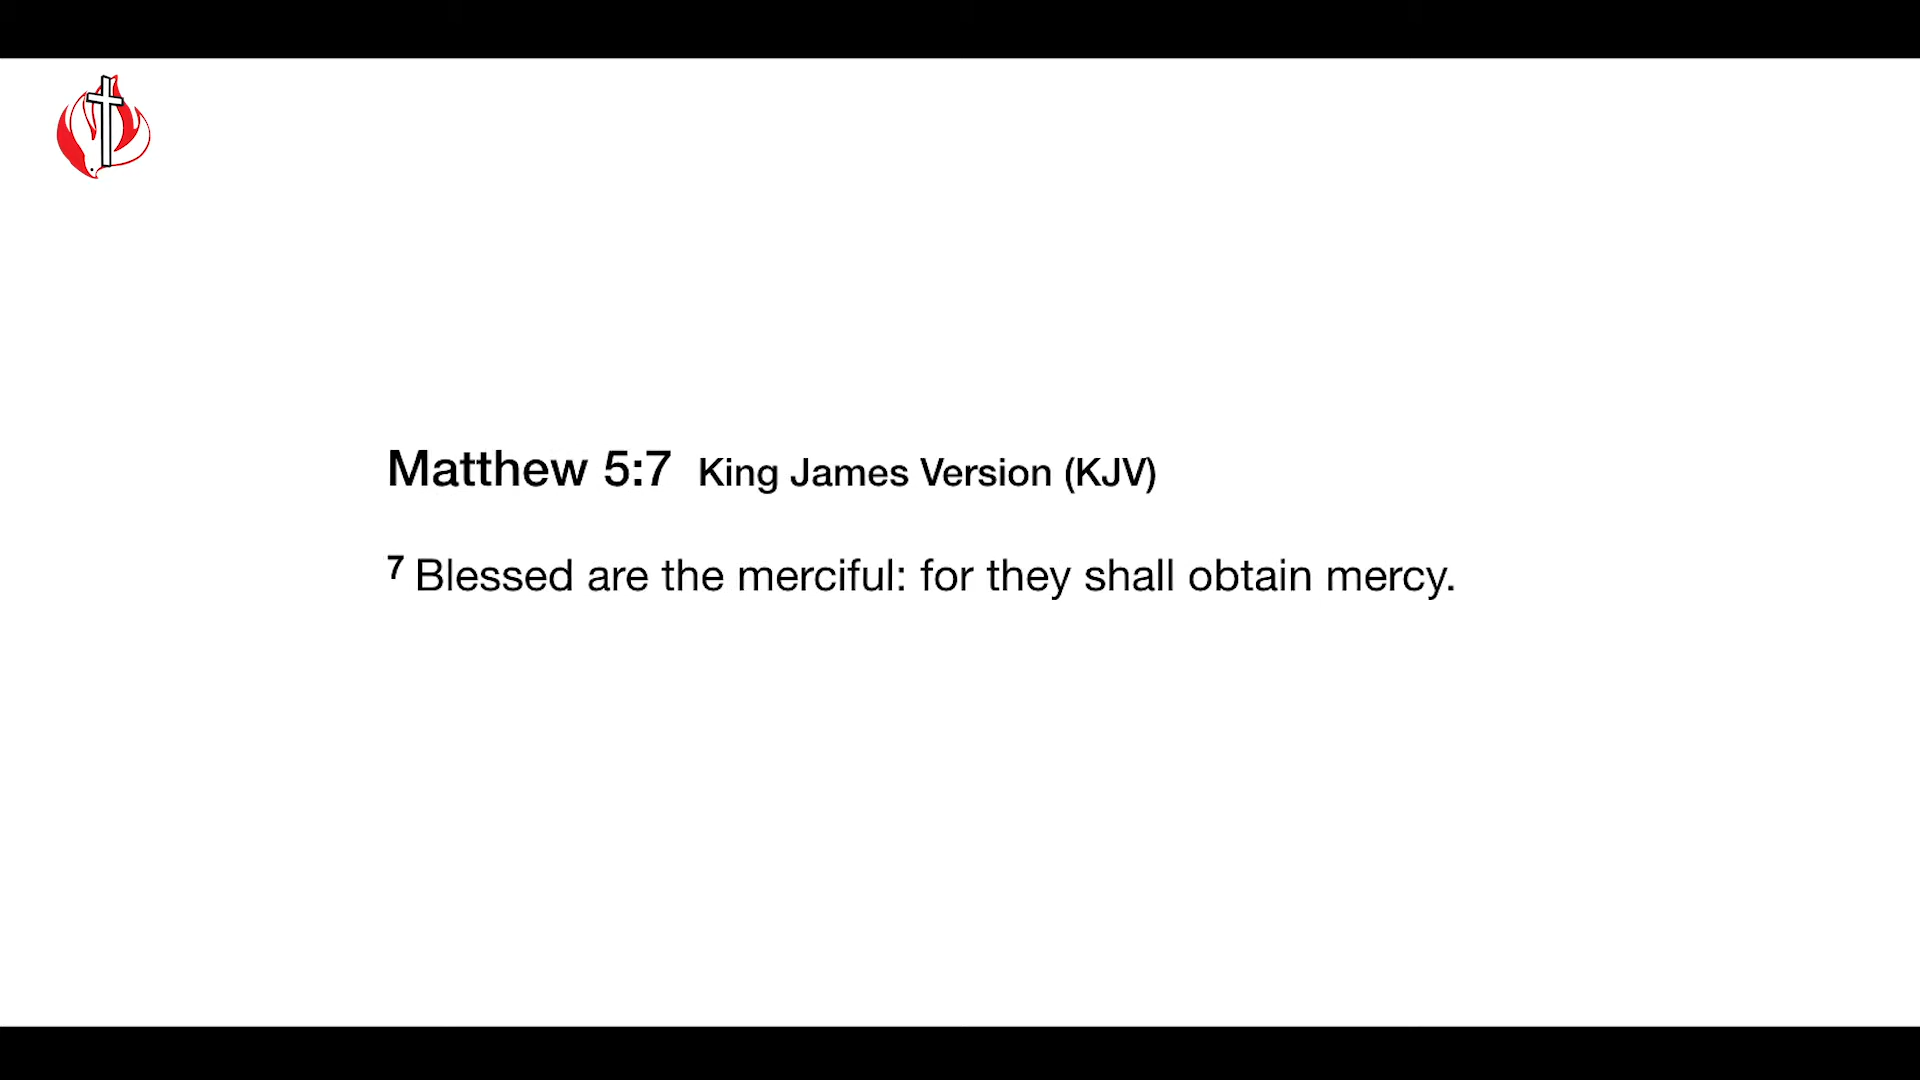 Matthew 5:7 King James Version (KJV)
7 Blessed are the merciful: for they shall obtain mercy.